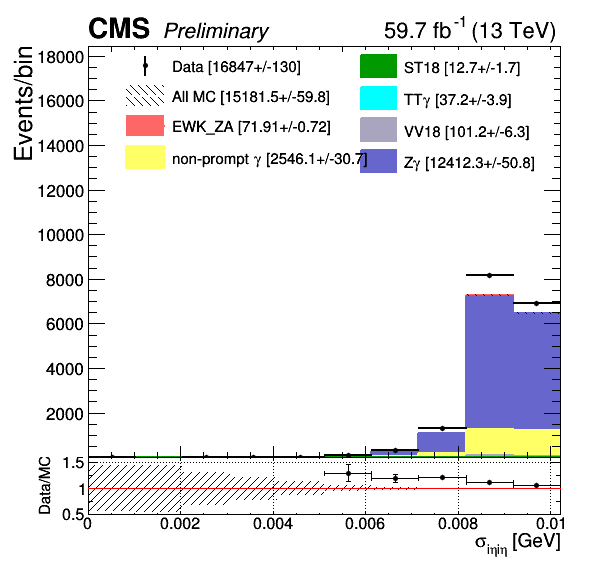 CMS Preliminary 59.7 fb⁻¹ (13 TeV)
Events/bin
18000
16000
14000
12000
10000
8000
6000
4000
2000
Data [16847+/-130]
All MC [15181.5+/-59.8]
EWK_ZA [71.91+/-0.72]
non-prompt γ [2546.1+/-30.7]
ST18 [12.7+/-1.7]
TTγ [37.2+/-3.9]
VV18 [101.2+/-6.3]
Zγ [12412.3+/-50.8]
Data/MC
1.5
1
0.5
0 0.002 0.004 0.006 0.008 0.01
σiηiη [GeV]